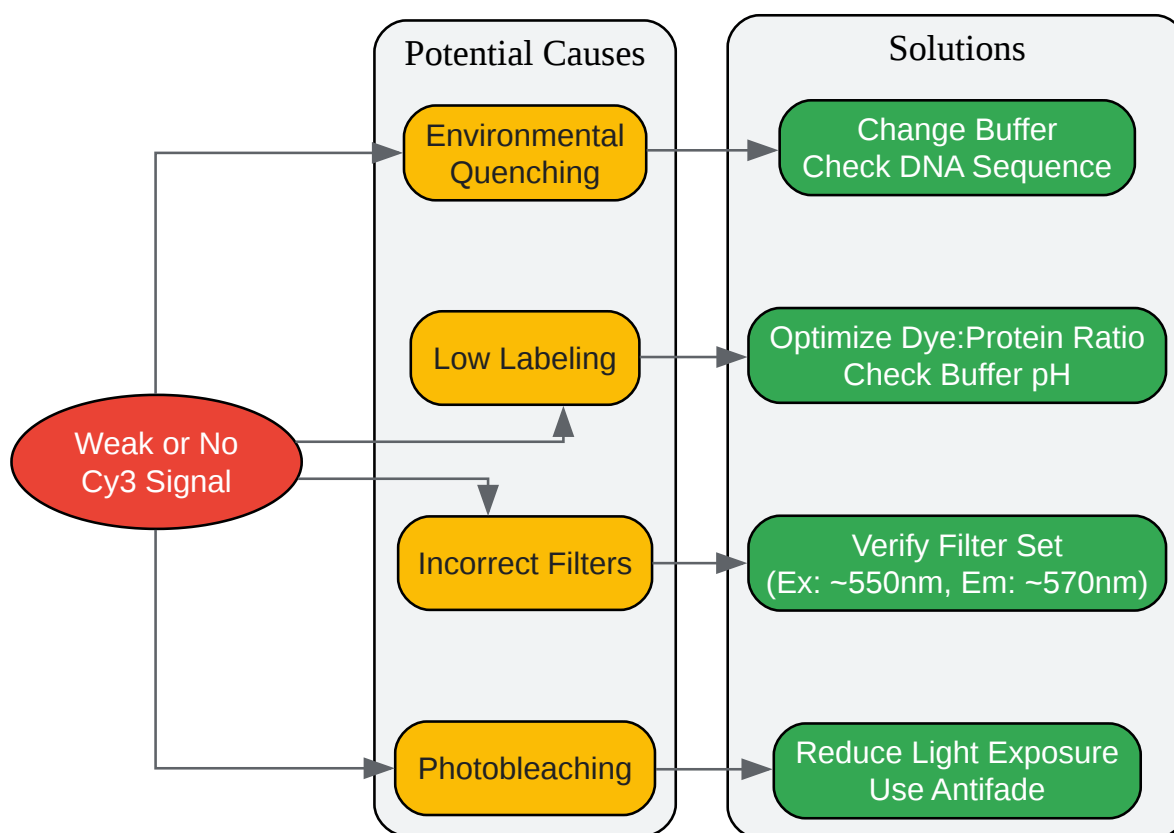 Potential Causes
Solutions
Environmental
Quenching
Change Buffer
Check DNA Sequence
Low Labeling
Optimize Dye:Protein Ratio
Check Buffer pH
Weak or No
Cy3 Signal
Incorrect Filters
Verify Filter Set
(Ex: ~550nm, Em: ~570nm)
Photobleaching
Reduce Light Exposure
Use Antifade